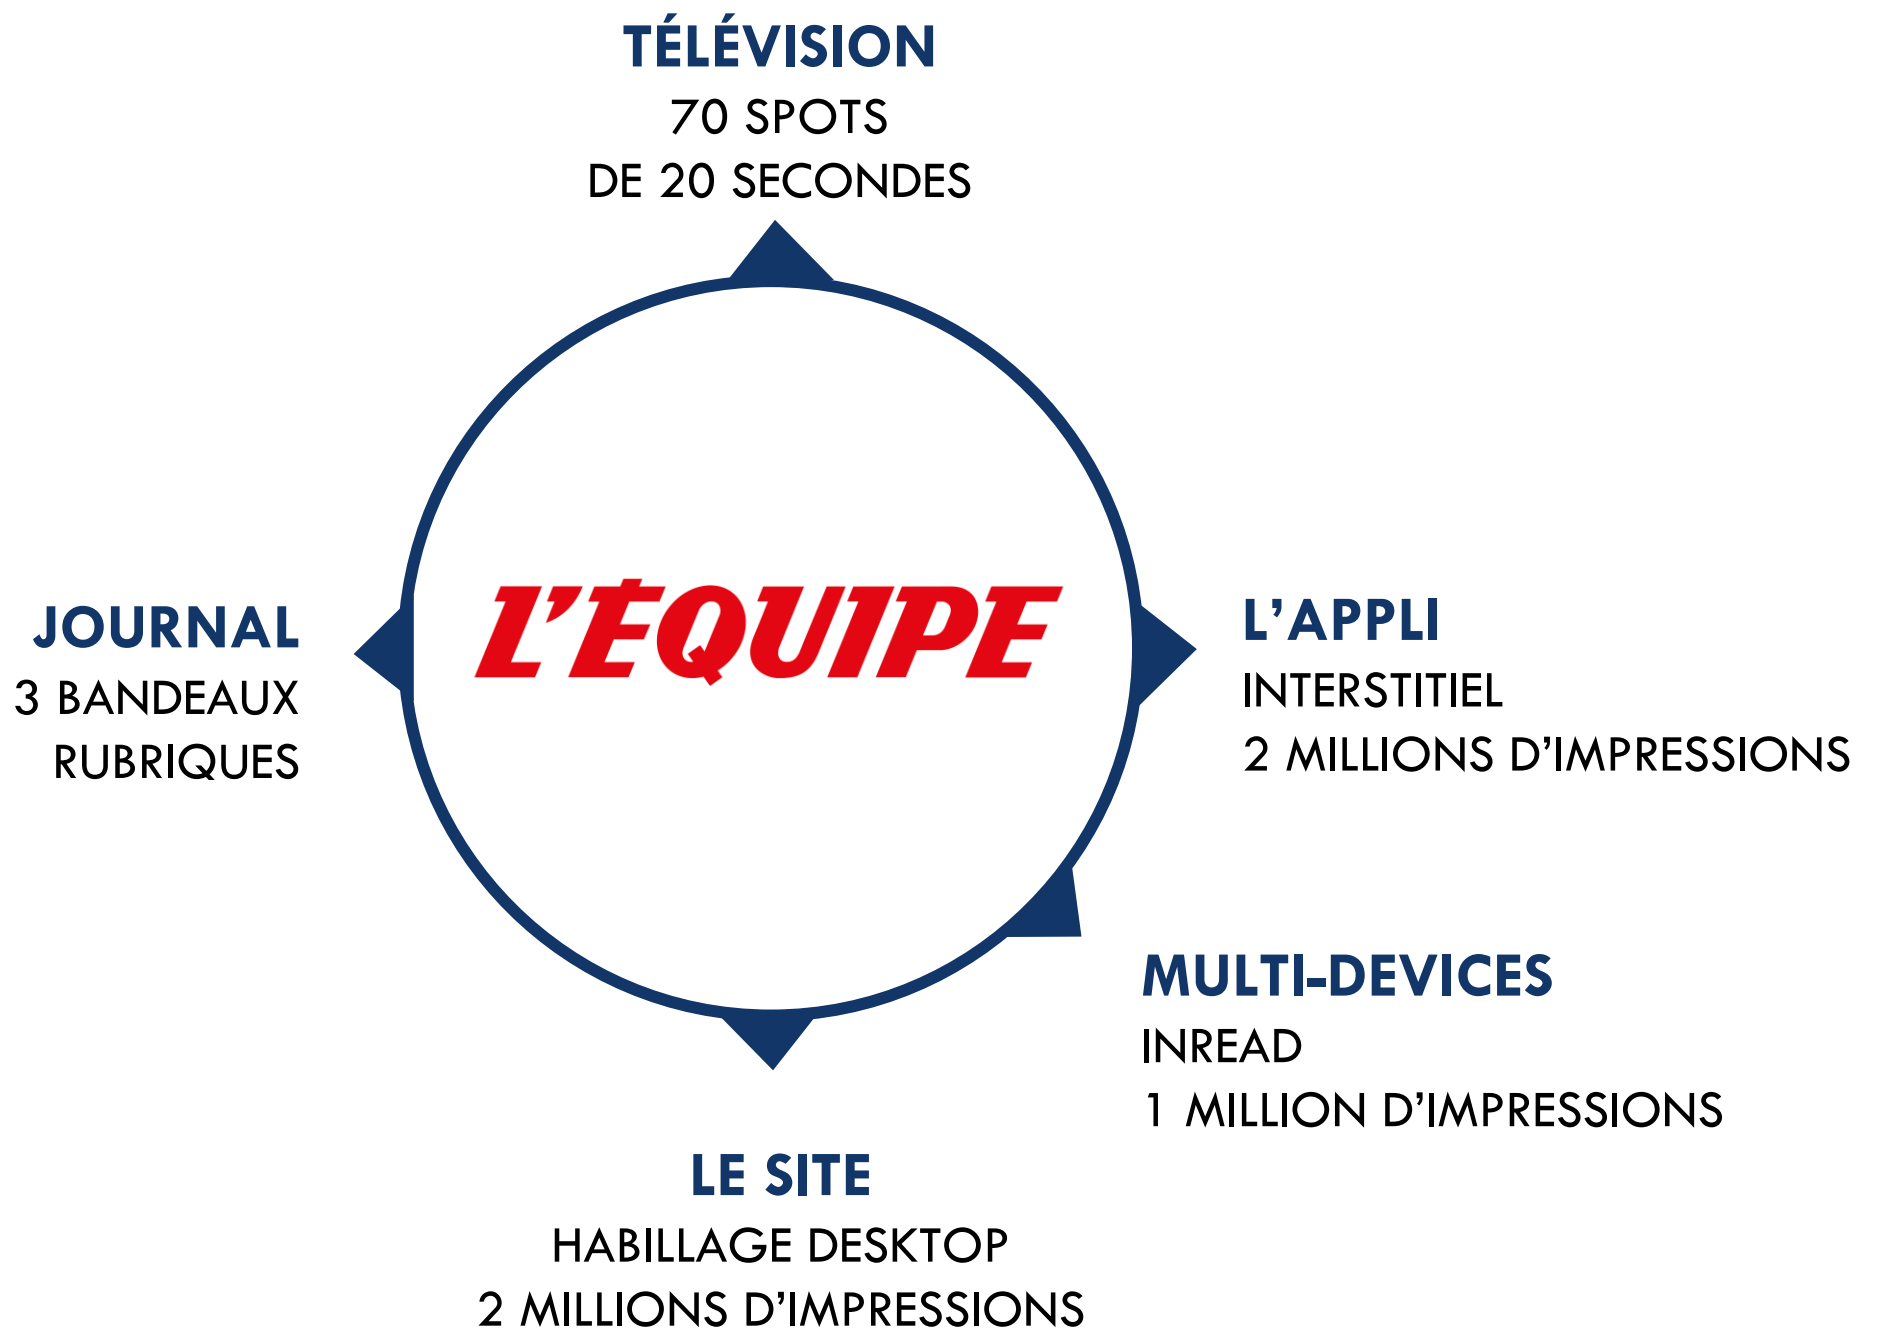 TÉLÉVISION
70 SPOTS
DE 20 SECONDES
L'ÉQUIPE
JOURNAL
3 BANDEAUX
RUBRIQUES
L'APPLI
INTERSTITIEL
2 MILLIONS D'IMPRESSIONS
MULTI-DEVICES
INREAD
1 MILLION D'IMPRESSIONS
LE SITE
HABILLAGE DESKTOP
2 MILLIONS D'IMPRESSIONS